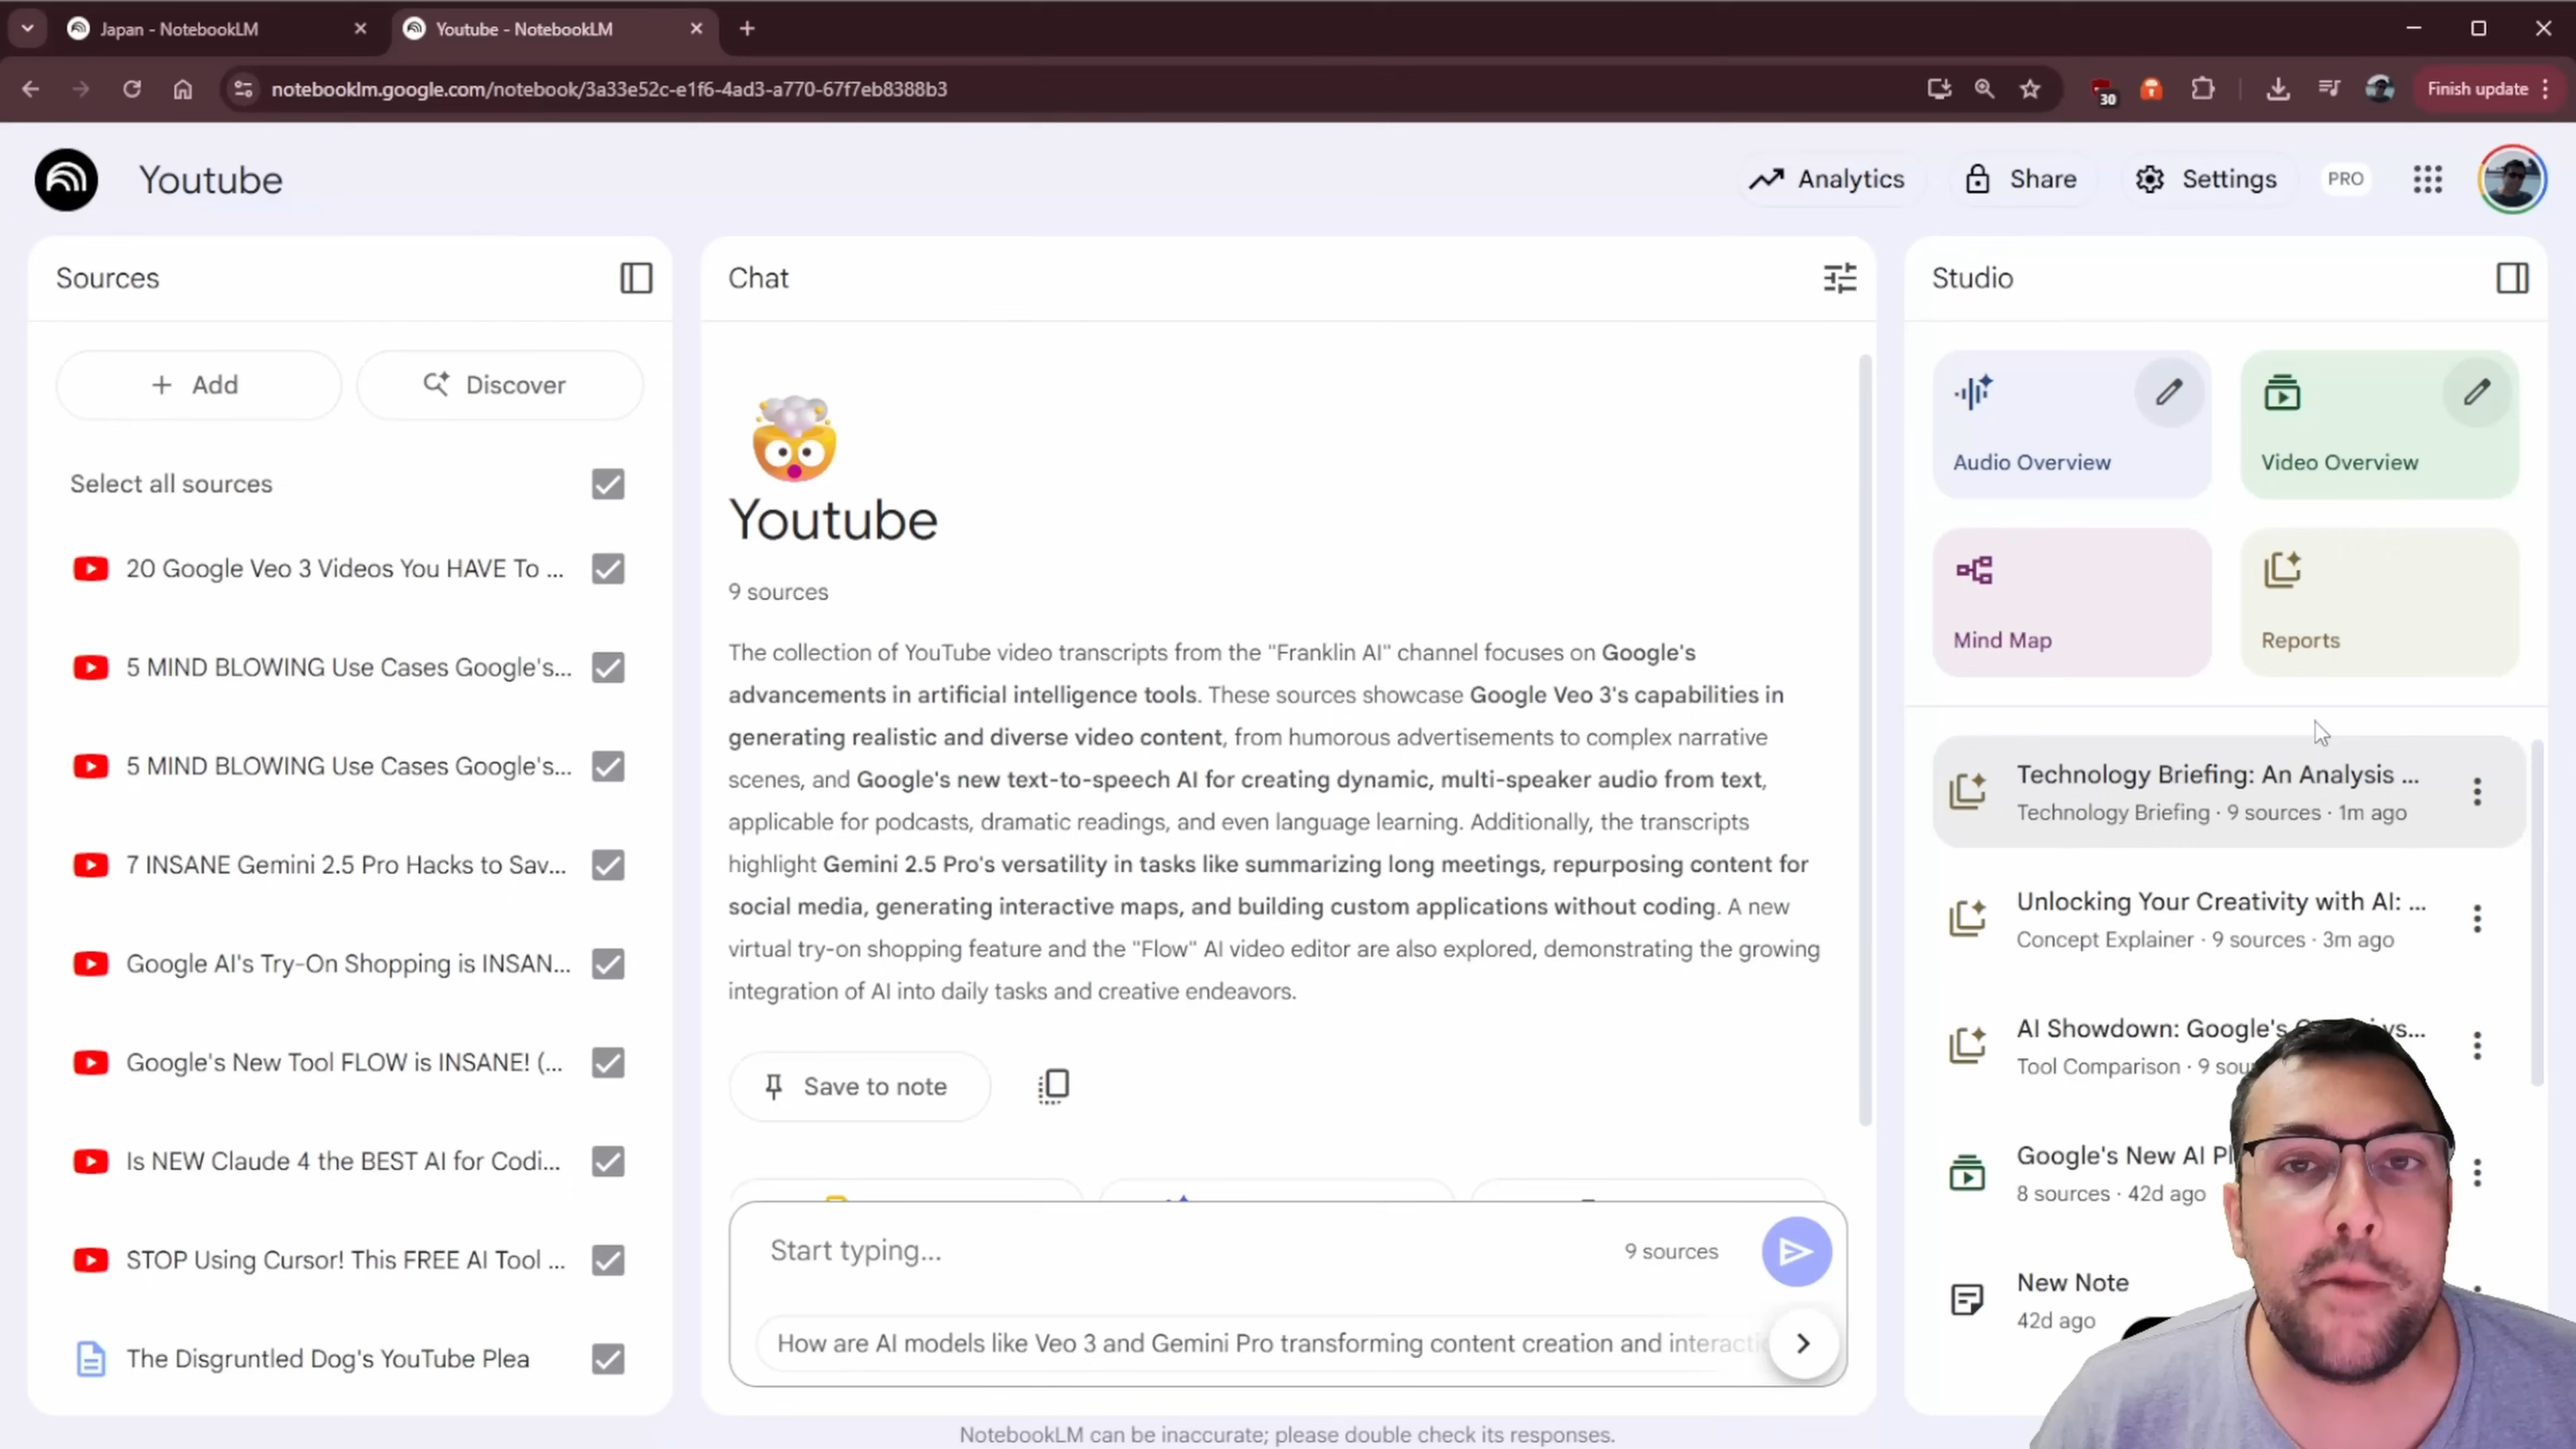 Japan - NotebookLM
Youtube - NotebookLM
notebooklm.google.com/notebook/3a33e52c-e1f6-4ad3-a770-67f7eb8388b3
30
Finish update
Youtube
Analytics
Share
Settings
PRO
Sources
Add
Discover
Select all sources
20 Google Veo 3 Videos You HAVE To ...
5 MIND BLOWING Use Cases Google's...
5 MIND BLOWING Use Cases Google's...
7 INSANE Gemini 2.5 Pro Hacks to Sav...
Google AI's Try-On Shopping is INSAN...
Google's New Tool FLOW is INSANE! (...
Is NEW Claude 4 the BEST AI for Codi...
STOP Using Cursor! This FREE AI Tool ...
The Disgruntled Dog's YouTube Plea
Chat
Youtube
9 sources
The collection of YouTube video transcripts from the "Franklin AI" channel focuses on Google's
advancements in artificial intelligence tools. These sources showcase Google Veo 3's capabilities in
generating realistic and diverse video content, from humorous advertisements to complex narrative
scenes, and Google's new text-to-speech AI for creating dynamic, multi-speaker audio from text,
applicable for podcasts, dramatic readings, and even language learning. Additionally, the transcripts
highlight Gemini 2.5 Pro's versatility in tasks like summarizing long meetings, repurposing content for
social media, generating interactive maps, and building custom applications without coding. A new
virtual try-on shopping feature and the "Flow" AI video editor are also explored, demonstrating the growing
integration of AI into daily tasks and creative endeavors.
Save to note
Start typing...
9 sources
How are AI models like Veo 3 and Gemini Pro transforming content creation and
NotebookLM can be inaccurate; please double check its responses.
Studio
Audio Overview
Video Overview
Mind Map
Reports
Technology Briefing: An Analysis ...
Technology Briefing · 9 sources · 1m ago
Unlocking Your Creativity with AI: ...
Concept Explainer · 9 sources · 3m ago
AI Showdown: Google's vs...
Tool Comparison · 9
Google's New AI
8 sources · 42d ago
New Note
42d ago